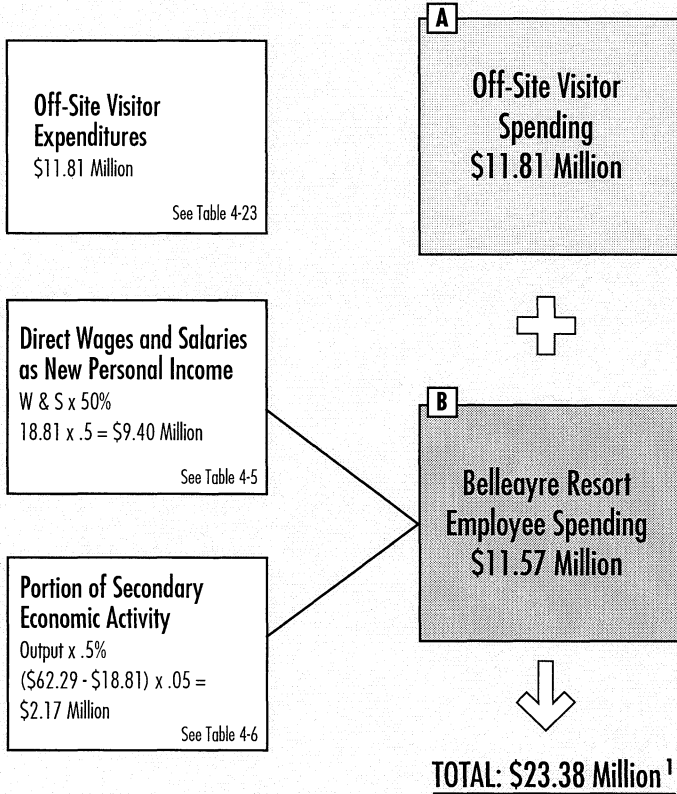 Off-Site Visitor
Expenditures
$11.81 Million
See Table 4-23
Direct Wages and Salaries
as New Personal Income
W & S x 50%
18.81 x .5 = $9.40 Million
See Table 4-5
Portion of Secondary
Economic Activity
Output x .5%
($62.29 - $18.81) x .05 =
$2.17 Million
See Table 4-6
A
Off-Site Visitor
Spending
$11.81 Million
B
Belleayre Resort
Employee Spending
$11.57 Million
TOTAL: $23.38 Million 1